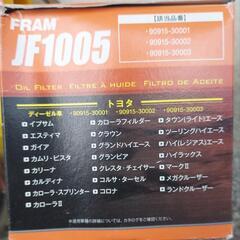 FRAM
JF1005
【該当品番】
・90915-30001
・90915-30002
・90915-30003
OIL FILTER FILTRE À HUIDE FILTRO DE ACEITE
トヨタ
ディーゼル車 ・90915-30001 ・90915-30002 ・90915-30003
イプサム
エスティマ
ガイア
カムリ・ビスタ
カリーナ
カルディナ
カローラ・スプリンター
カローラⅡ
カローラフィルダー
クラウン
グランドハイエース
グランビア
クレスタ・チェイサー
コルサ・ターセル
コロナ
タウン(ライト)エース
ツーリングハイエース
ハイ(レジアス)エース
ハイラックス
マークⅡ
メガクルーザー
ランドクルーザー